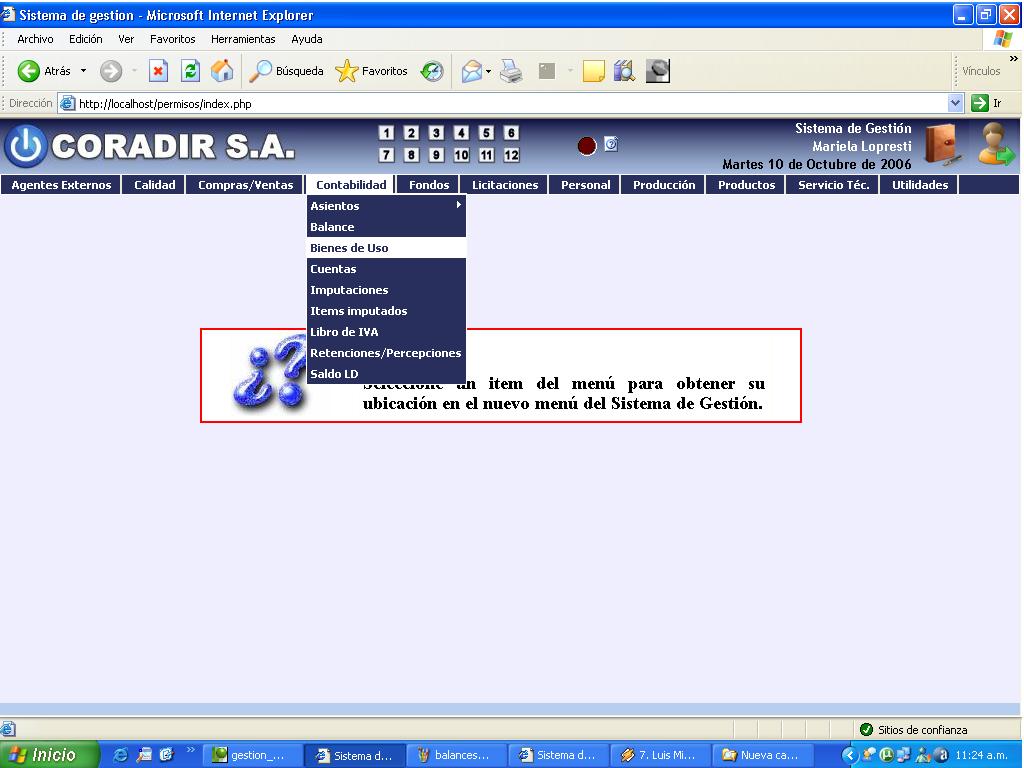 Sistema de gestion - Microsoft Internet Explorer
Archivo Edición Ver Favoritos Herramientas Ayuda
Atrás Búsqueda Favoritos Vínculos »
Dirección http://localhost/permisos/index.php Ir
CORADIR S.A.
1 2 3 4 5 6
7 8 9 10 11 12
Sistema de Gestión
Mariela Lopresti
Martes 10 de Octubre de 2006
Agentes Externos Calidad Compras/Ventas Contabilidad Fondos Licitaciones Personal Producción Productos Servicio Téc. Utilidades
Asientos
Balance
Bienes de Uso
Cuentas
Imputaciones
Items imputados
Libro de IVA
Retenciones/Percepciones
Saldo LD
¿?
Seleccione un item del menú para obtener su
ubicación en el nuevo menú del Sistema de Gestión.
Sitios de confianza
Inicio » gestion_... Sistema d... balances... Sistema d... 7. Luis Mi... Nueva ca... 11:24 a.m.